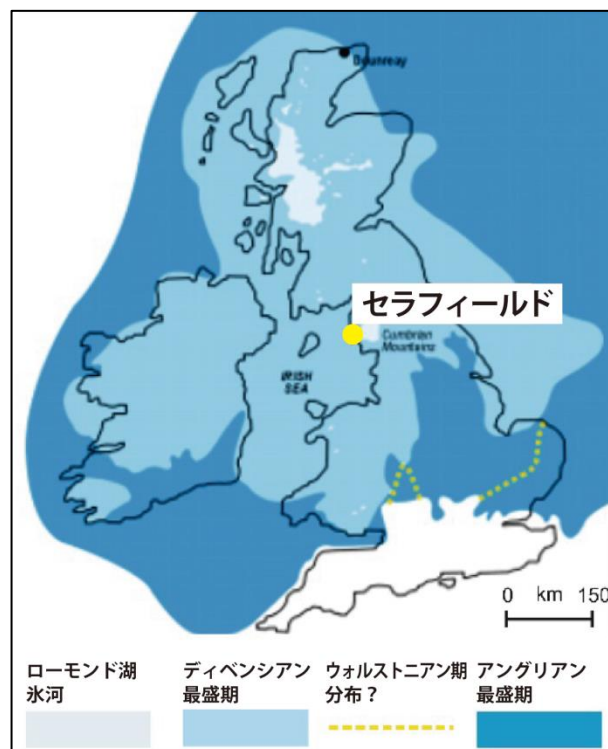 Dounreay
セラフィールド
Cumbrian
Mountains
IRISH
SEA
0 km 150
ローモンド湖
氷河
ディベンシアン
最盛期
ウォルストニアン期
分布？
アングリアン
最盛期